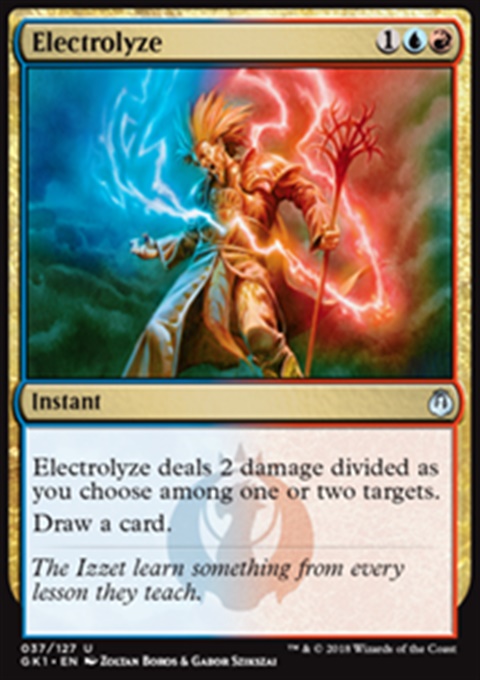 Electrolyze 1
Instant
Electrolyze deals 2 damage divided as
you choose among one or two targets.
Draw a card.
The Izzet learn something from every
lesson they teach.
037/127 U
GK1 • EN Zoltan Boros & Gabor Szikszai
™ & © 2018 Wizards of the Coast